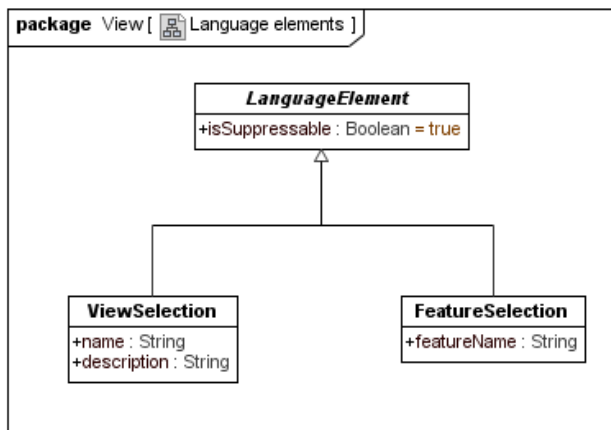 package View [ Language elements ]
LanguageElement
+isSuppressable : Boolean = true
ViewSelection
+name : String
+description : String
FeatureSelection
+featureName : String